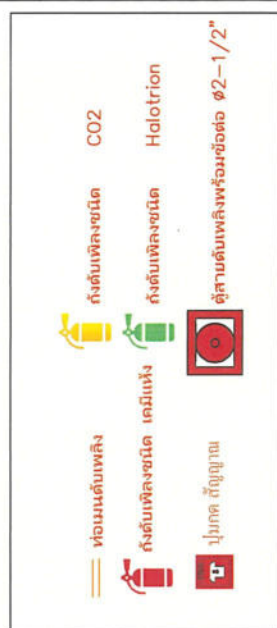 ท่อเมนดับเพลิง
ถังดับเพลิงชนิด CO2
ถังดับเพลิงชนิด เคมีแห้ง
ถังดับเพลิงชนิด Halotrion
ปุ่มกด สัญญาณ
ตู้สายดับเพลิงพร้อมข้อต่อ ø2-1/2"